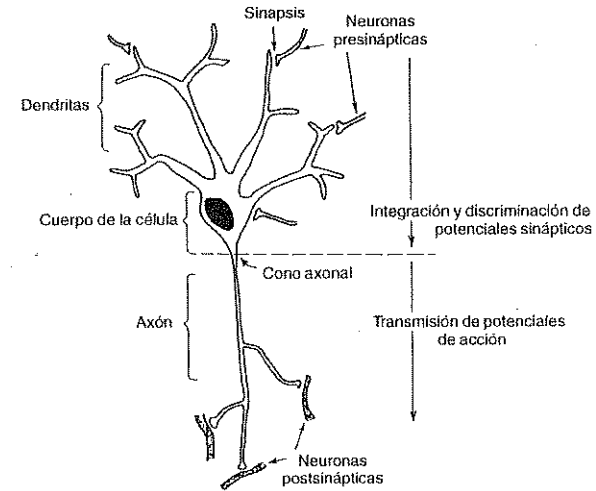 Sinapsis
Neuronas
presinápticas
Dendritas
Cuerpo de la célula
Integración y discriminación de
potenciales sinápticos
Cono axonal
Axón
Transmisión de potenciales
de acción
Neuronas
postsinápticas